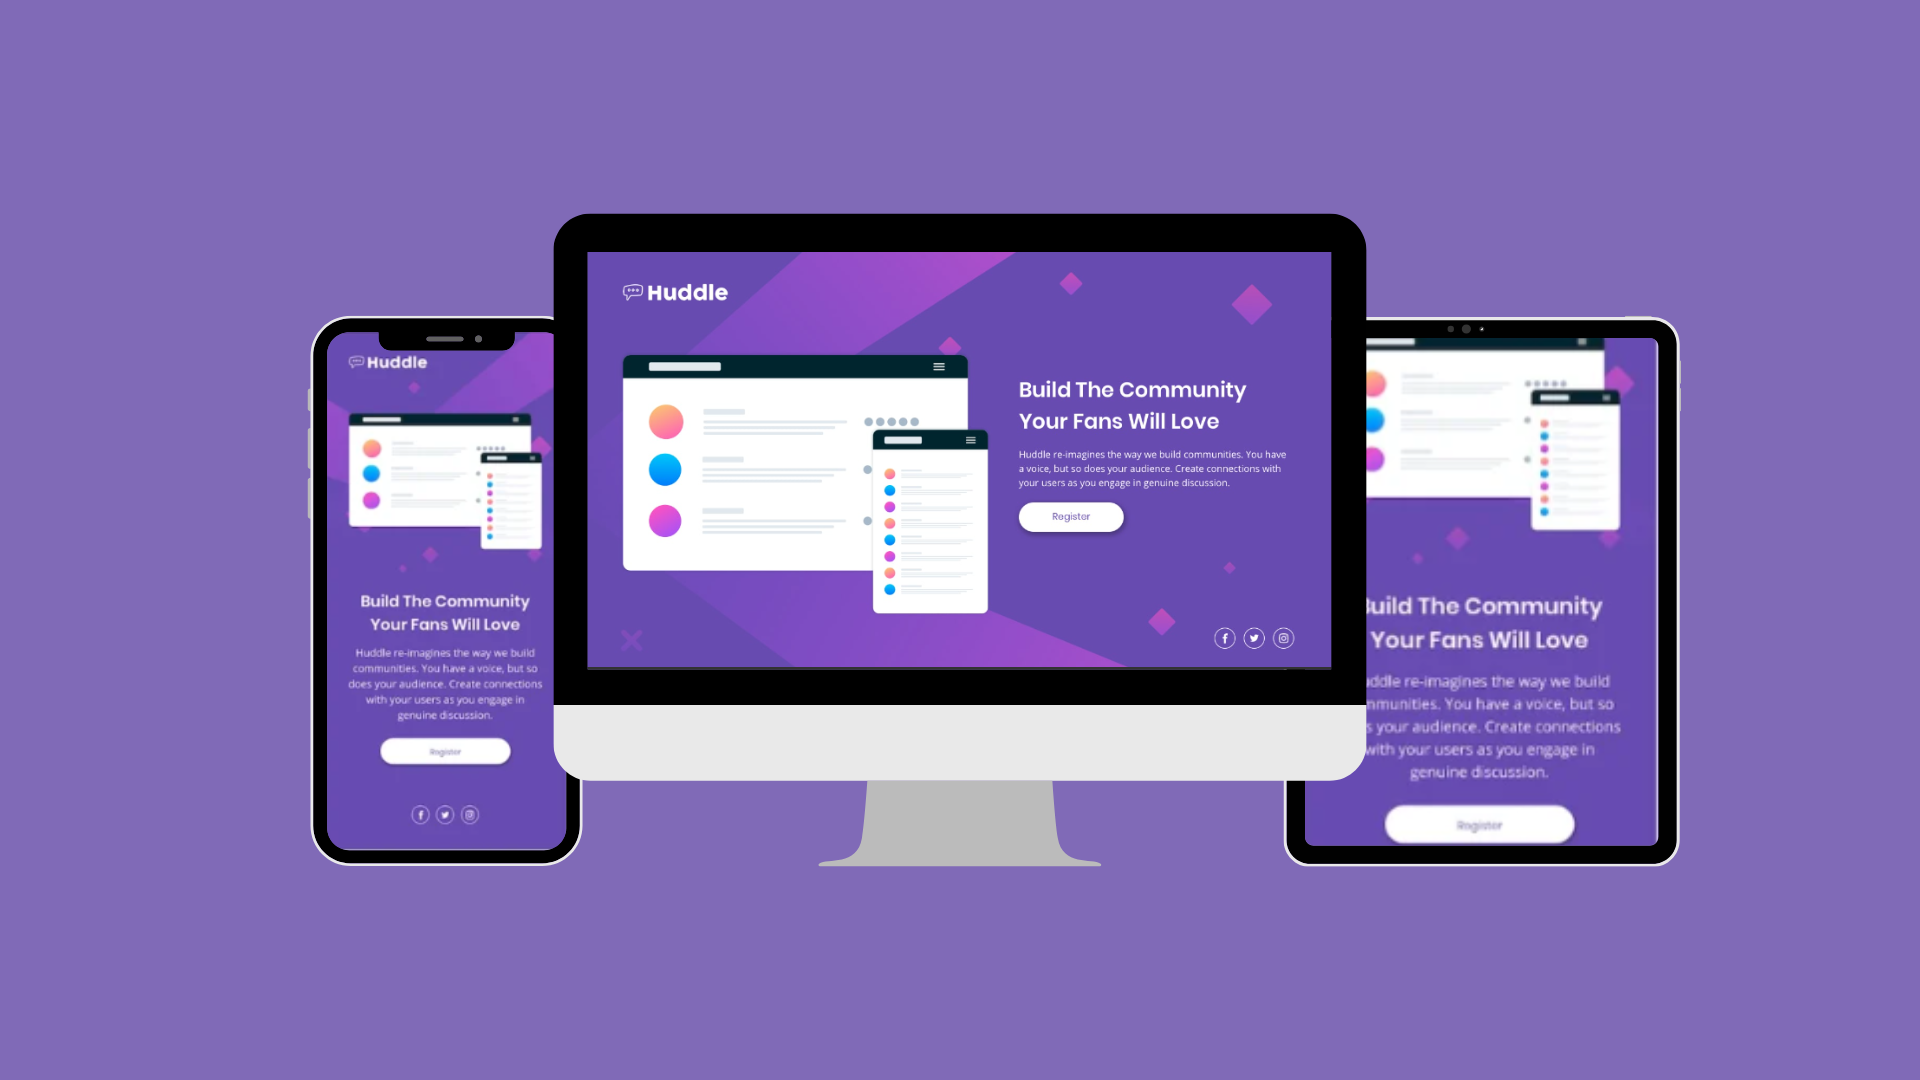 Huddle
Build The Community
Your Fans Will Love
Huddle re-imagines the way we build
communities. You have a voice, but so
does your audience. Create connections
with your users as you engage in
genuine discussion.
Register
Huddle
Build The Community
Your Fans Will Love
Huddle re-imagines the way we build communities. You have
a voice, but so does your audience. Create connections with
your users as you engage in genuine discussion.
Register
Build The Community
Your Fans Will Love
ddle re-imagines the way we build
mmunities. You have a voice, but so
s your audience. Create connections
with your users as you engage in
genuine discussion.
Register